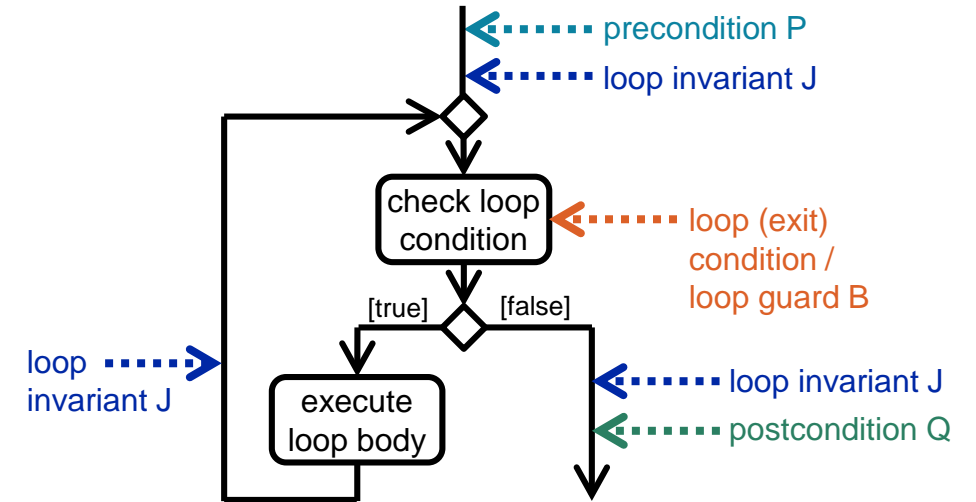 precondition P
loop invariant J
check loop
condition
loop (exit)
condition /
loop guard B
[true]
[false]
loop
invariant J
execute
loop body
loop invariant J
postcondition Q